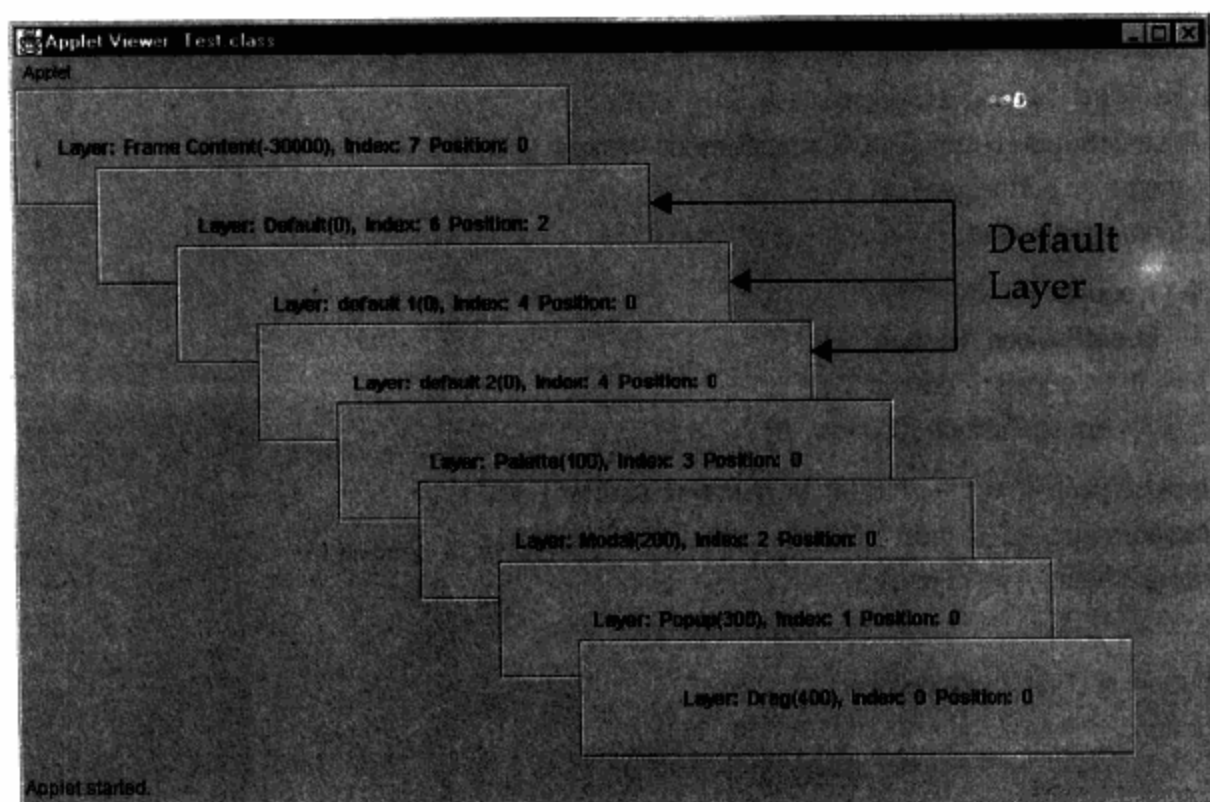 Applet Viewer Test.class
Applet
Layer: Frame Content(-30000), Index: 7 Position: 0
Layer: Default(0), Index: 6 Position: 2
Layer: default 1(0), Index: 4 Position: 0
Layer: default 2(0), Index: 4 Position: 0
Default
Layer
Layer: Palette(100), Index: 3 Position: 0
Layer: Modal(200), Index: 2 Position: 0
Layer: Popup(300), Index: 1 Position: 0
Layer: Drag(400), Index: 0 Position: 0
Applet started.